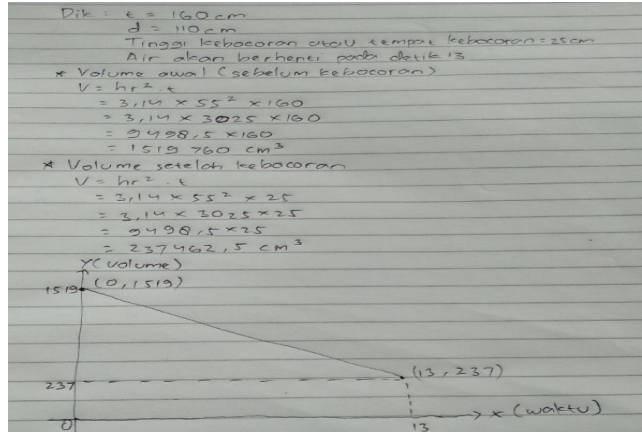 Dik : t = 160 cm
d = 110 cm
Tinggi kebocoran atau tempat kebocoran = 25 cm
Air akan berhenti pada detik 13
* Volume awal (sebelum kebocoran)
V = hr² . t
= 3,14 x 55² x 160
= 3,14 x 3025 x 160
= 9498,5 x 160
= 1519 760 cm³
* Volume setelah kebocoran
V = hr² . t
= 3,14 x 55² x 25
= 3,14 x 3025 x 25
= 9498,5 x 25
= 237462,5 cm³
Y (volume)
1519 (0, 1519)
(13, 237)
237
x (waktu)
0 13